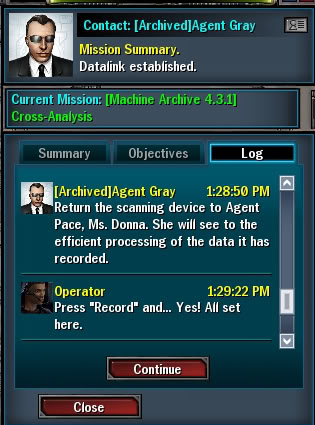 Contact: [Archived]Agent Gray
Mission Summary.
Datalink established.
Current Mission: [Machine Archive 4.3.1]
Cross-Analysis
Summary
Objectives
Log
[Archived]Agent Gray 1:28:50 PM
Return the scanning device to Agent
Pace, Ms. Donna. She will see to the
efficient processing of the data it has
recorded.
Operator 1:29:22 PM
Press "Record" and... Yes! All set
here.
Continue
Close